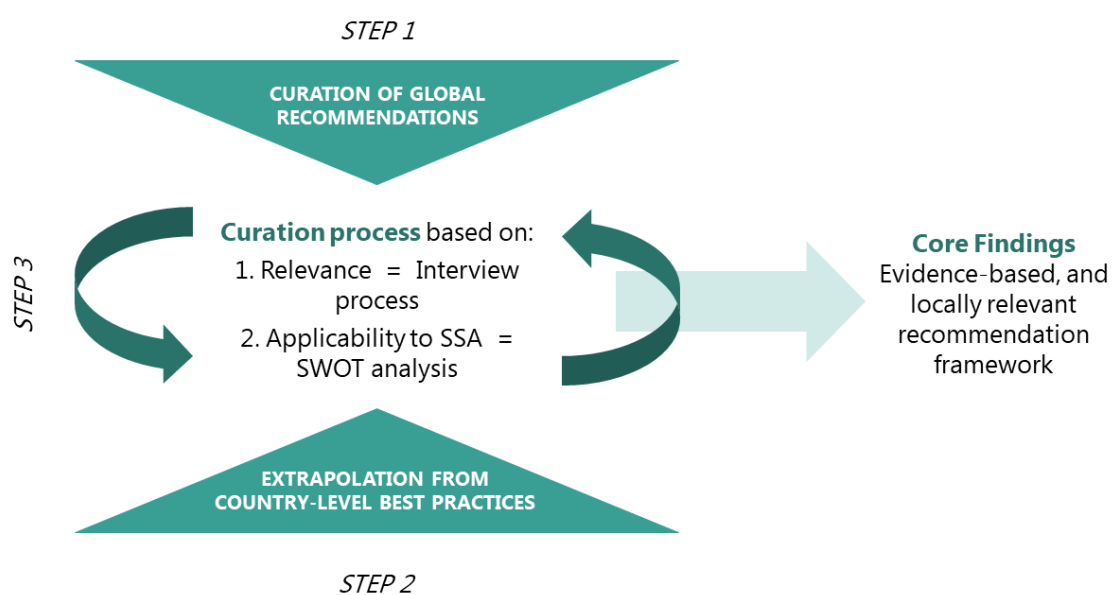 STEP 1
CURATION OF GLOBAL
RECOMMENDATIONS
STEP 3
Curation process based on:
1. Relevance = Interview
process
2. Applicability to SSA =
SWOT analysis
Core Findings
Evidence-based, and
locally relevant
recommendation
framework
EXTRAPOLATION FROM
COUNTRY-LEVEL BEST PRACTICES
STEP 2